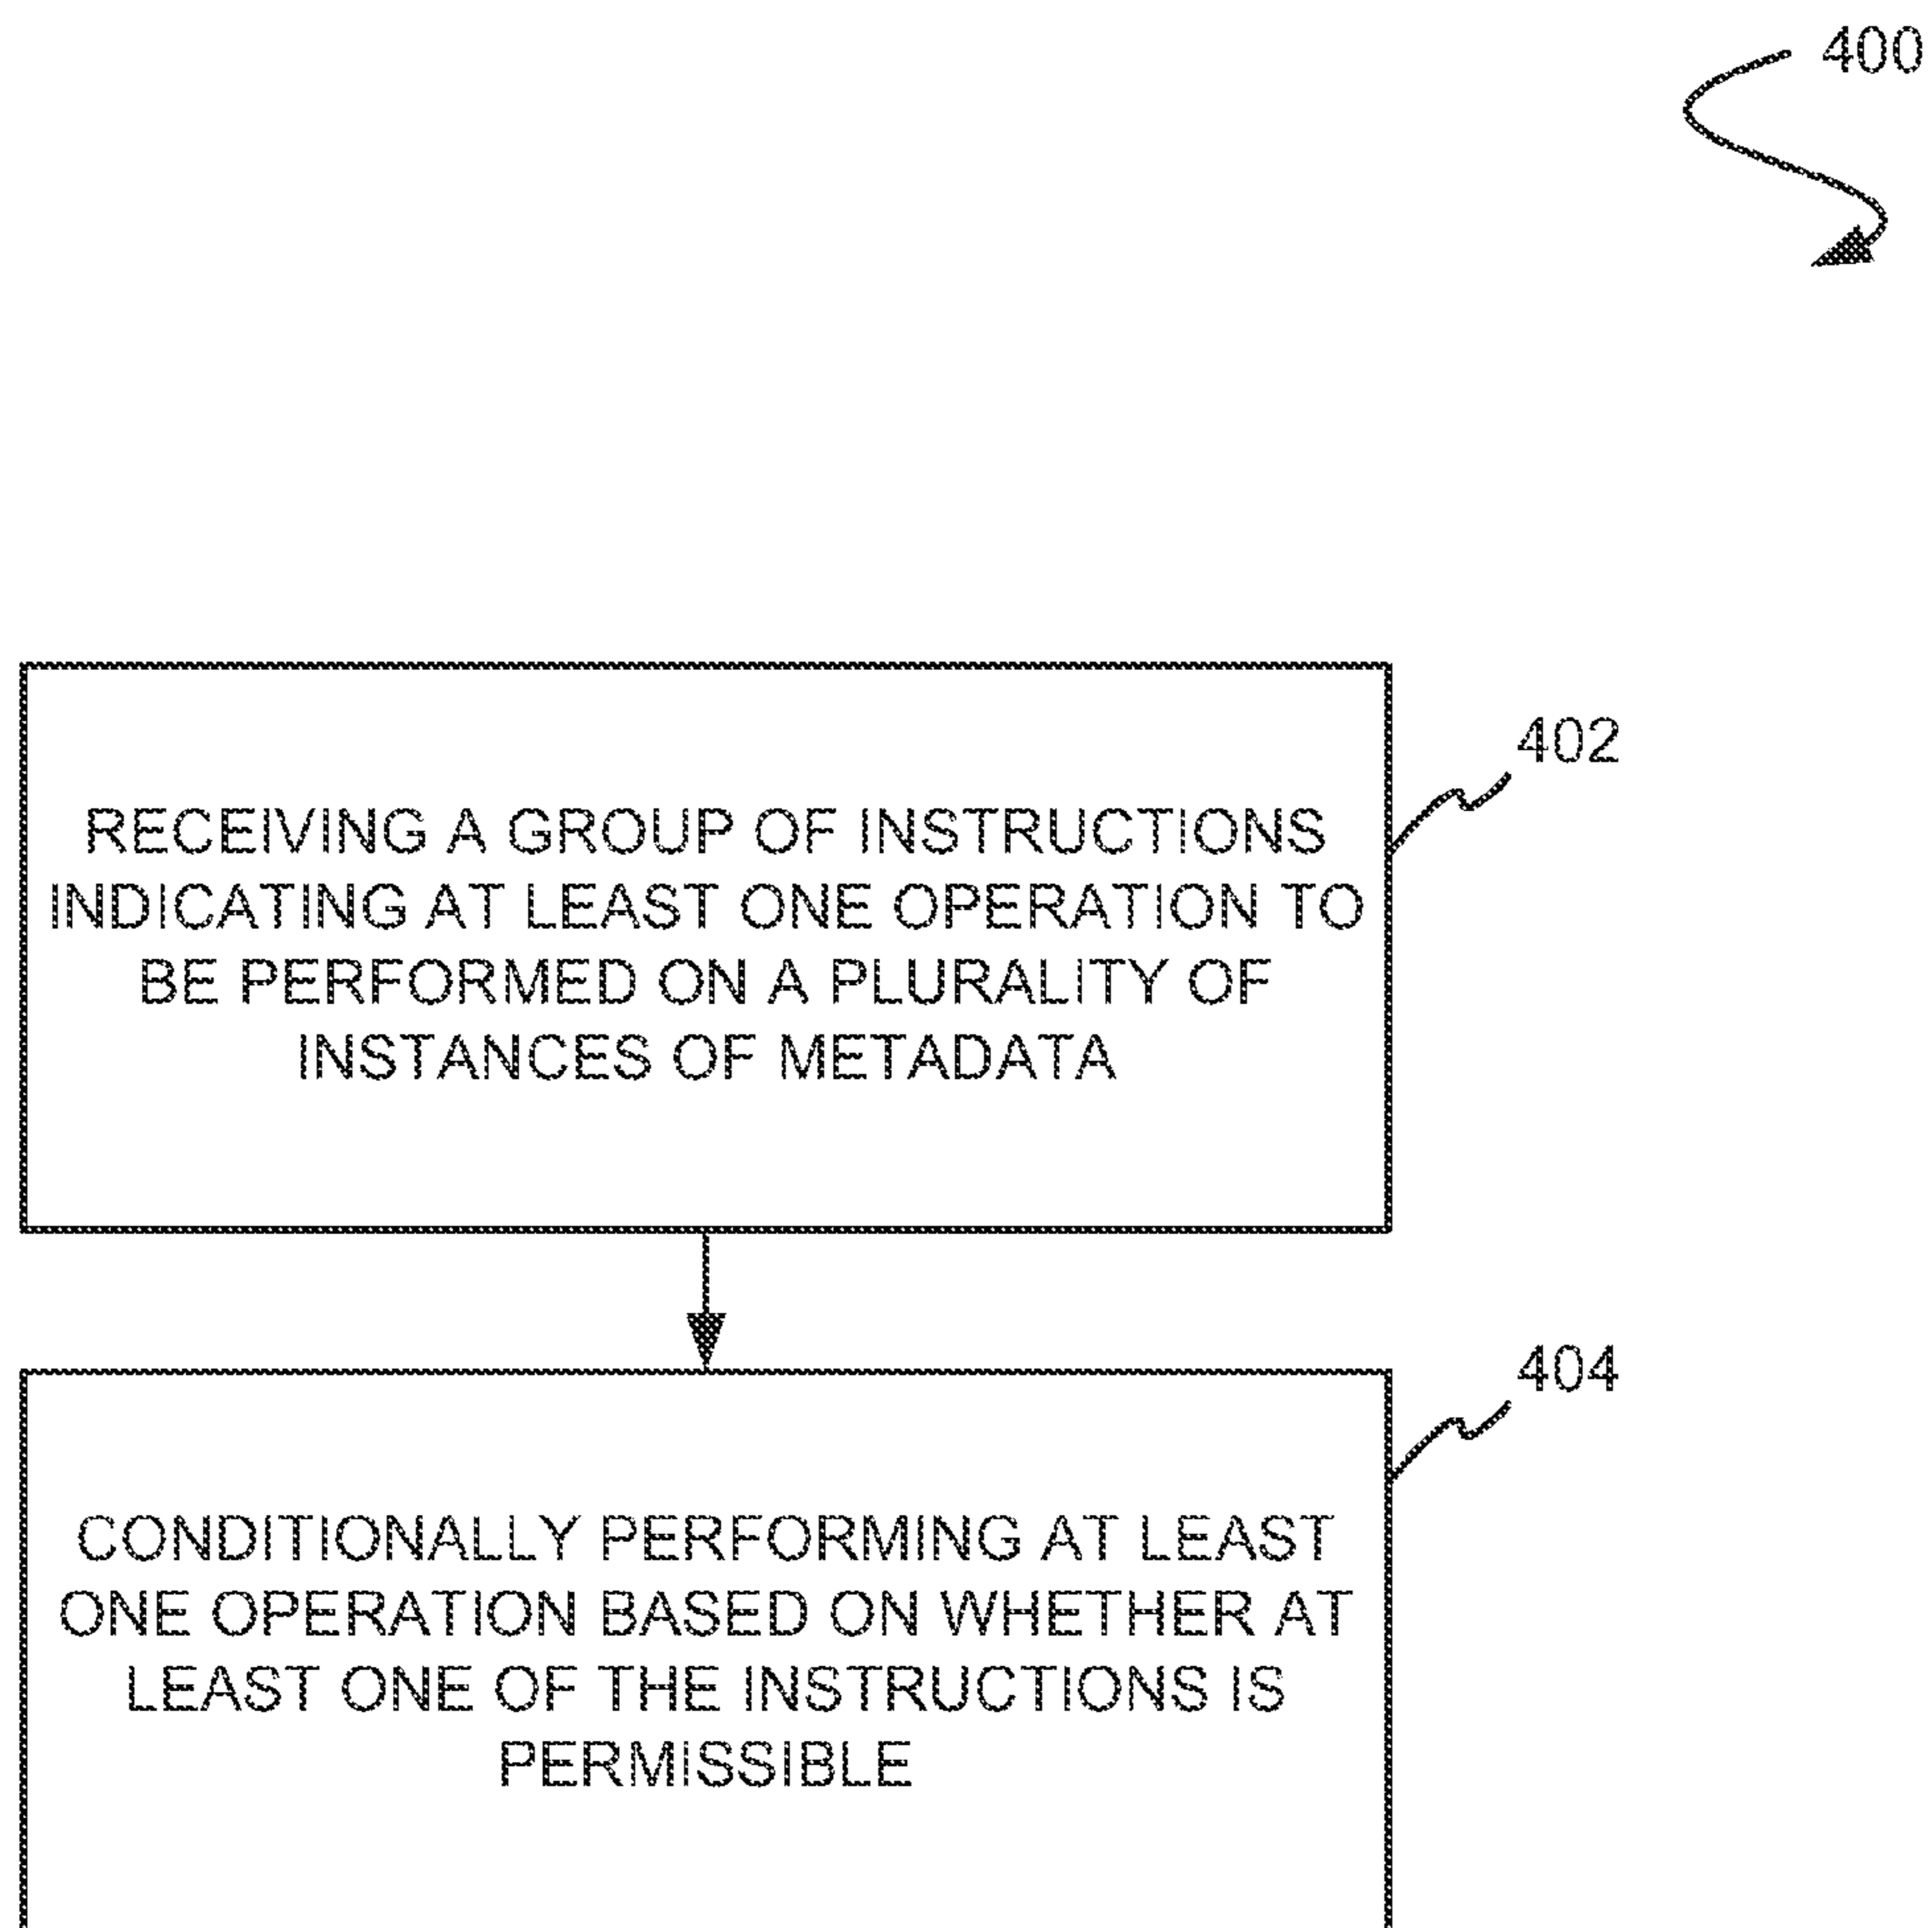 400
402
RECEIVING A GROUP OF INSTRUCTIONS
INDICATING AT LEAST ONE OPERATION TO
BE PERFORMED ON A PLURALITY OF
INSTANCES OF METADATA
404
CONDITIONALLY PERFORMING AT LEAST
ONE OPERATION BASED ON WHETHER AT
LEAST ONE OF THE INSTRUCTIONS IS
PERMISSIBLE